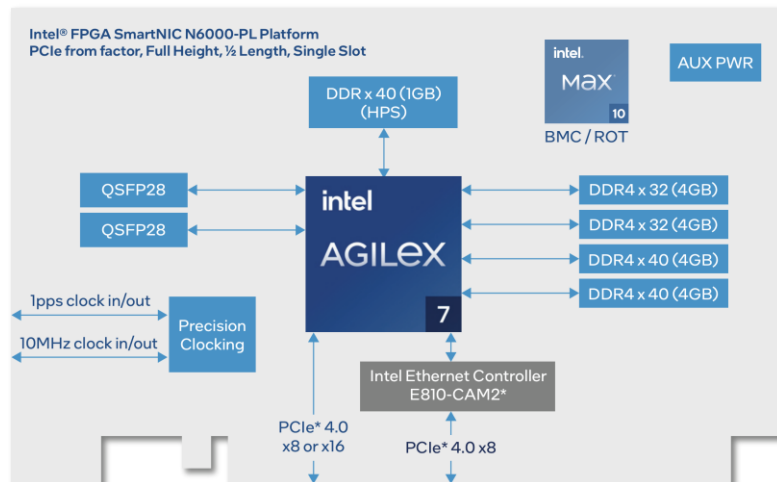 Intel® FPGA SmartNIC N6000-PL Platform
PCIe from factor, Full Height, ½ Length, Single Slot
intel.
MAX
10
BMC / ROT
AUX PWR
DDR x 40 (1GB)
(HPS)
QSFP28
QSFP28
intel
AGILEX
7
DDR4 x 32 (4GB)
DDR4 x 32 (4GB)
DDR4 x 40 (4GB)
DDR4 x 40 (4GB)
1pps clock in/out
10MHz clock in/out
Precision
Clocking
Intel Ethernet Controller
E810-CAM2*
PCIe* 4.0
x8 or x16
PCIe* 4.0 x8